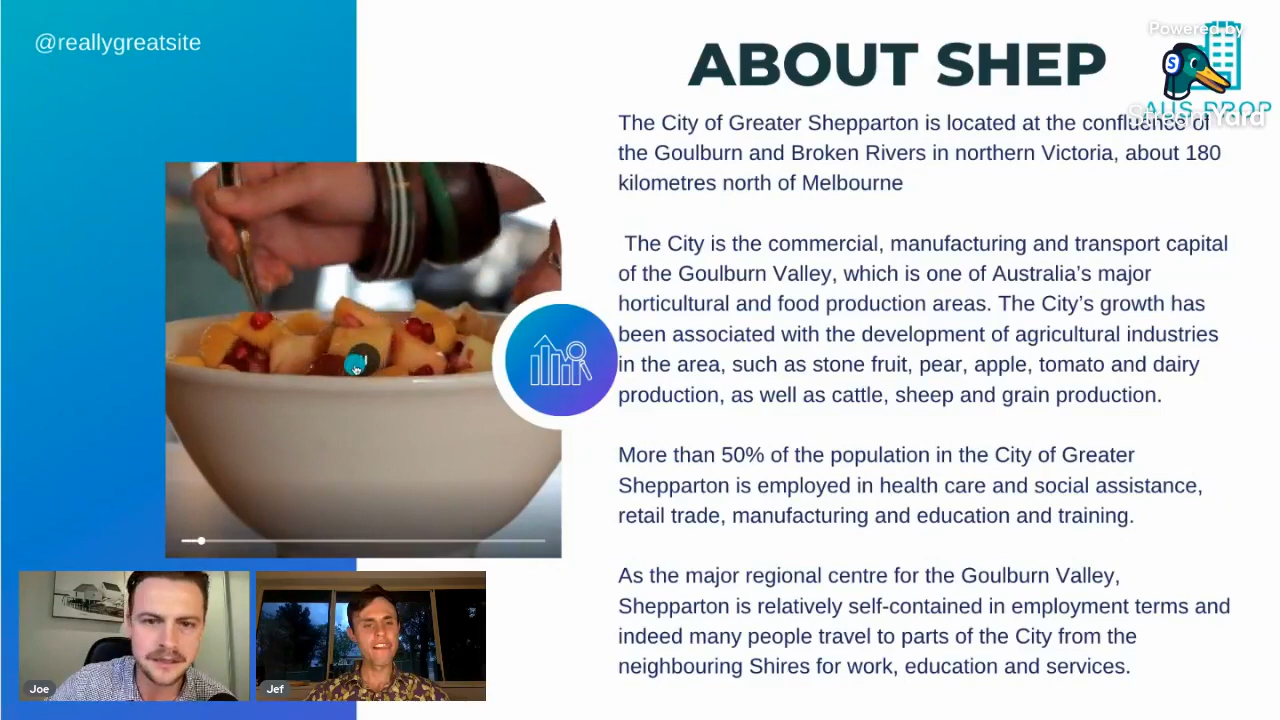 @reallygreatsite
Powered by
ABOUT SHEP
S
AUS PROP
StreamYard
The City of Greater Shepparton is located at the confluence of
the Goulburn and Broken Rivers in northern Victoria, about 180
kilometres north of Melbourne
The City is the commercial, manufacturing and transport capital
of the Goulburn Valley, which is one of Australia’s major
horticultural and food production areas. The City’s growth has
been associated with the development of agricultural industries
in the area, such as stone fruit, pear, apple, tomato and dairy
production, as well as cattle, sheep and grain production.
More than 50% of the population in the City of Greater
Shepparton is employed in health care and social assistance,
retail trade, manufacturing and education and training.
As the major regional centre for the Goulburn Valley,
Shepparton is relatively self-contained in employment terms and
indeed many people travel to parts of the City from the
neighbouring Shires for work, education and services.
Joe
Jef